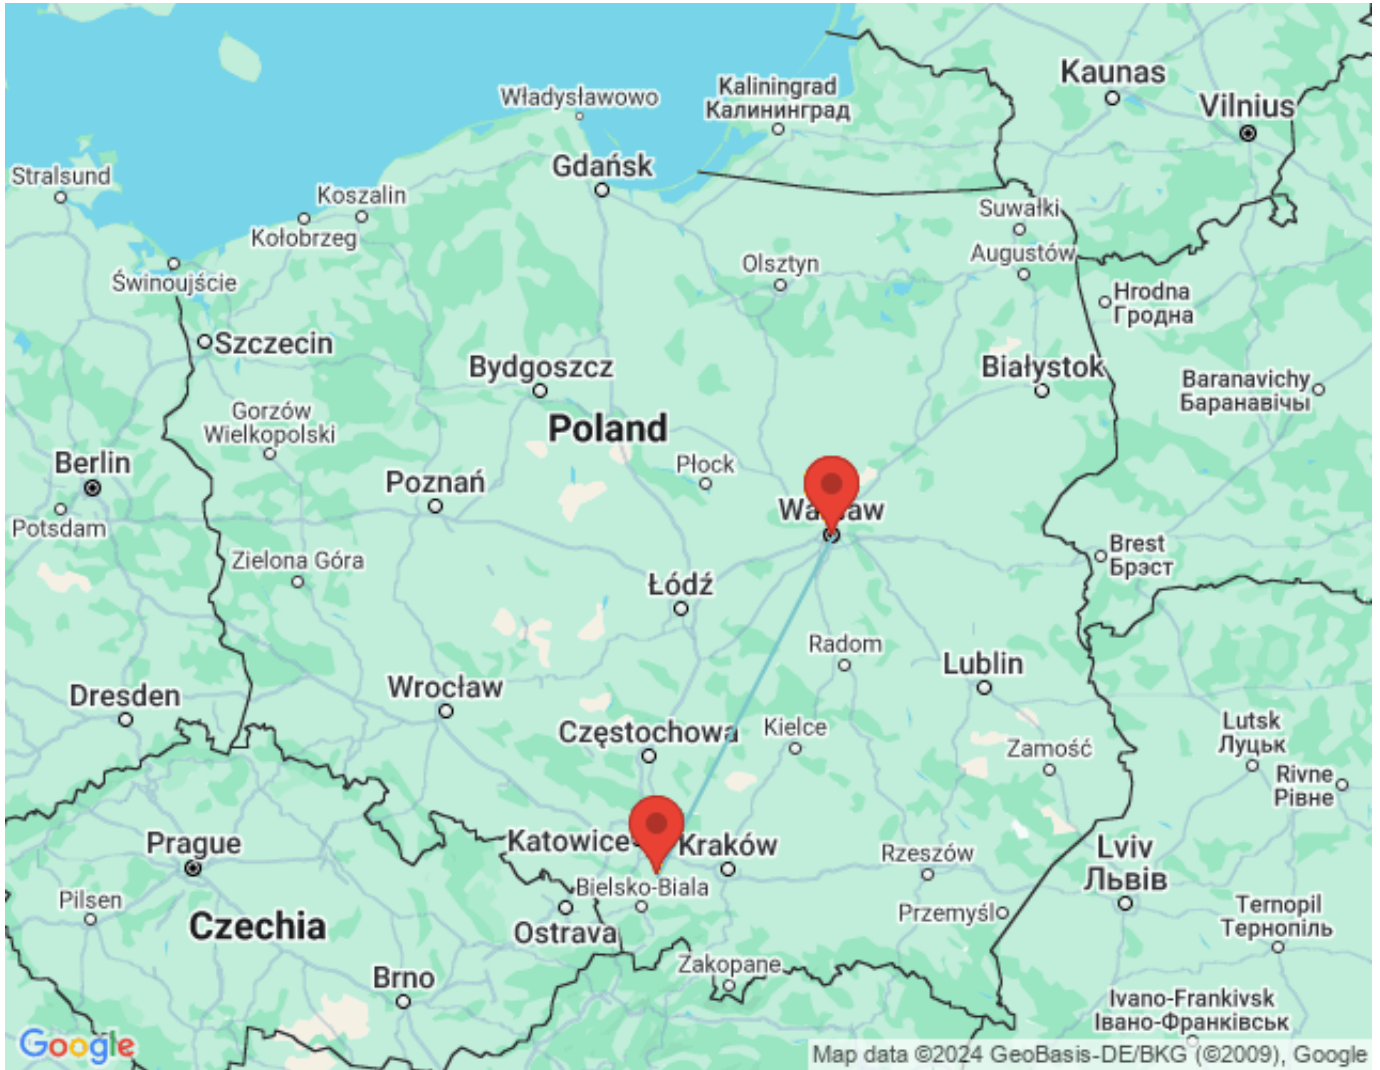 Kaunas
Vilnius
Kaliningrad
Калининград
Władysławowo
Gdańsk
Stralsund
Koszalin
Kołobrzeg
Suwałki
Augustów
Olsztyn
Świnoujście
Hrodna
Гродна
Szczecin
Bydgoszcz
Białystok
Baranavichy
Баранавічы
Gorzów
Wielkopolski
Poland
Berlin
Płock
Poznań
Potsdam
Warsaw
Brest
Брэст
Zielona Góra
Łódź
Radom
Lublin
Wrocław
Dresden
Częstochowa
Kielce
Lutsk
Луцьк
Zamość
Rivne
Рівне
Prague
Katowice
Kraków
Rzeszów
Lviv
Львів
Pilsen
Bielsko-Biala
Przemyśl
Ternopil
Тернопіль
Czechia
Ostrava
Zakopane
Brno
Ivano-Frankivsk
Івано-Франківськ
Google
Map data ©2024 GeoBasis-DE/BKG (©2009), Google